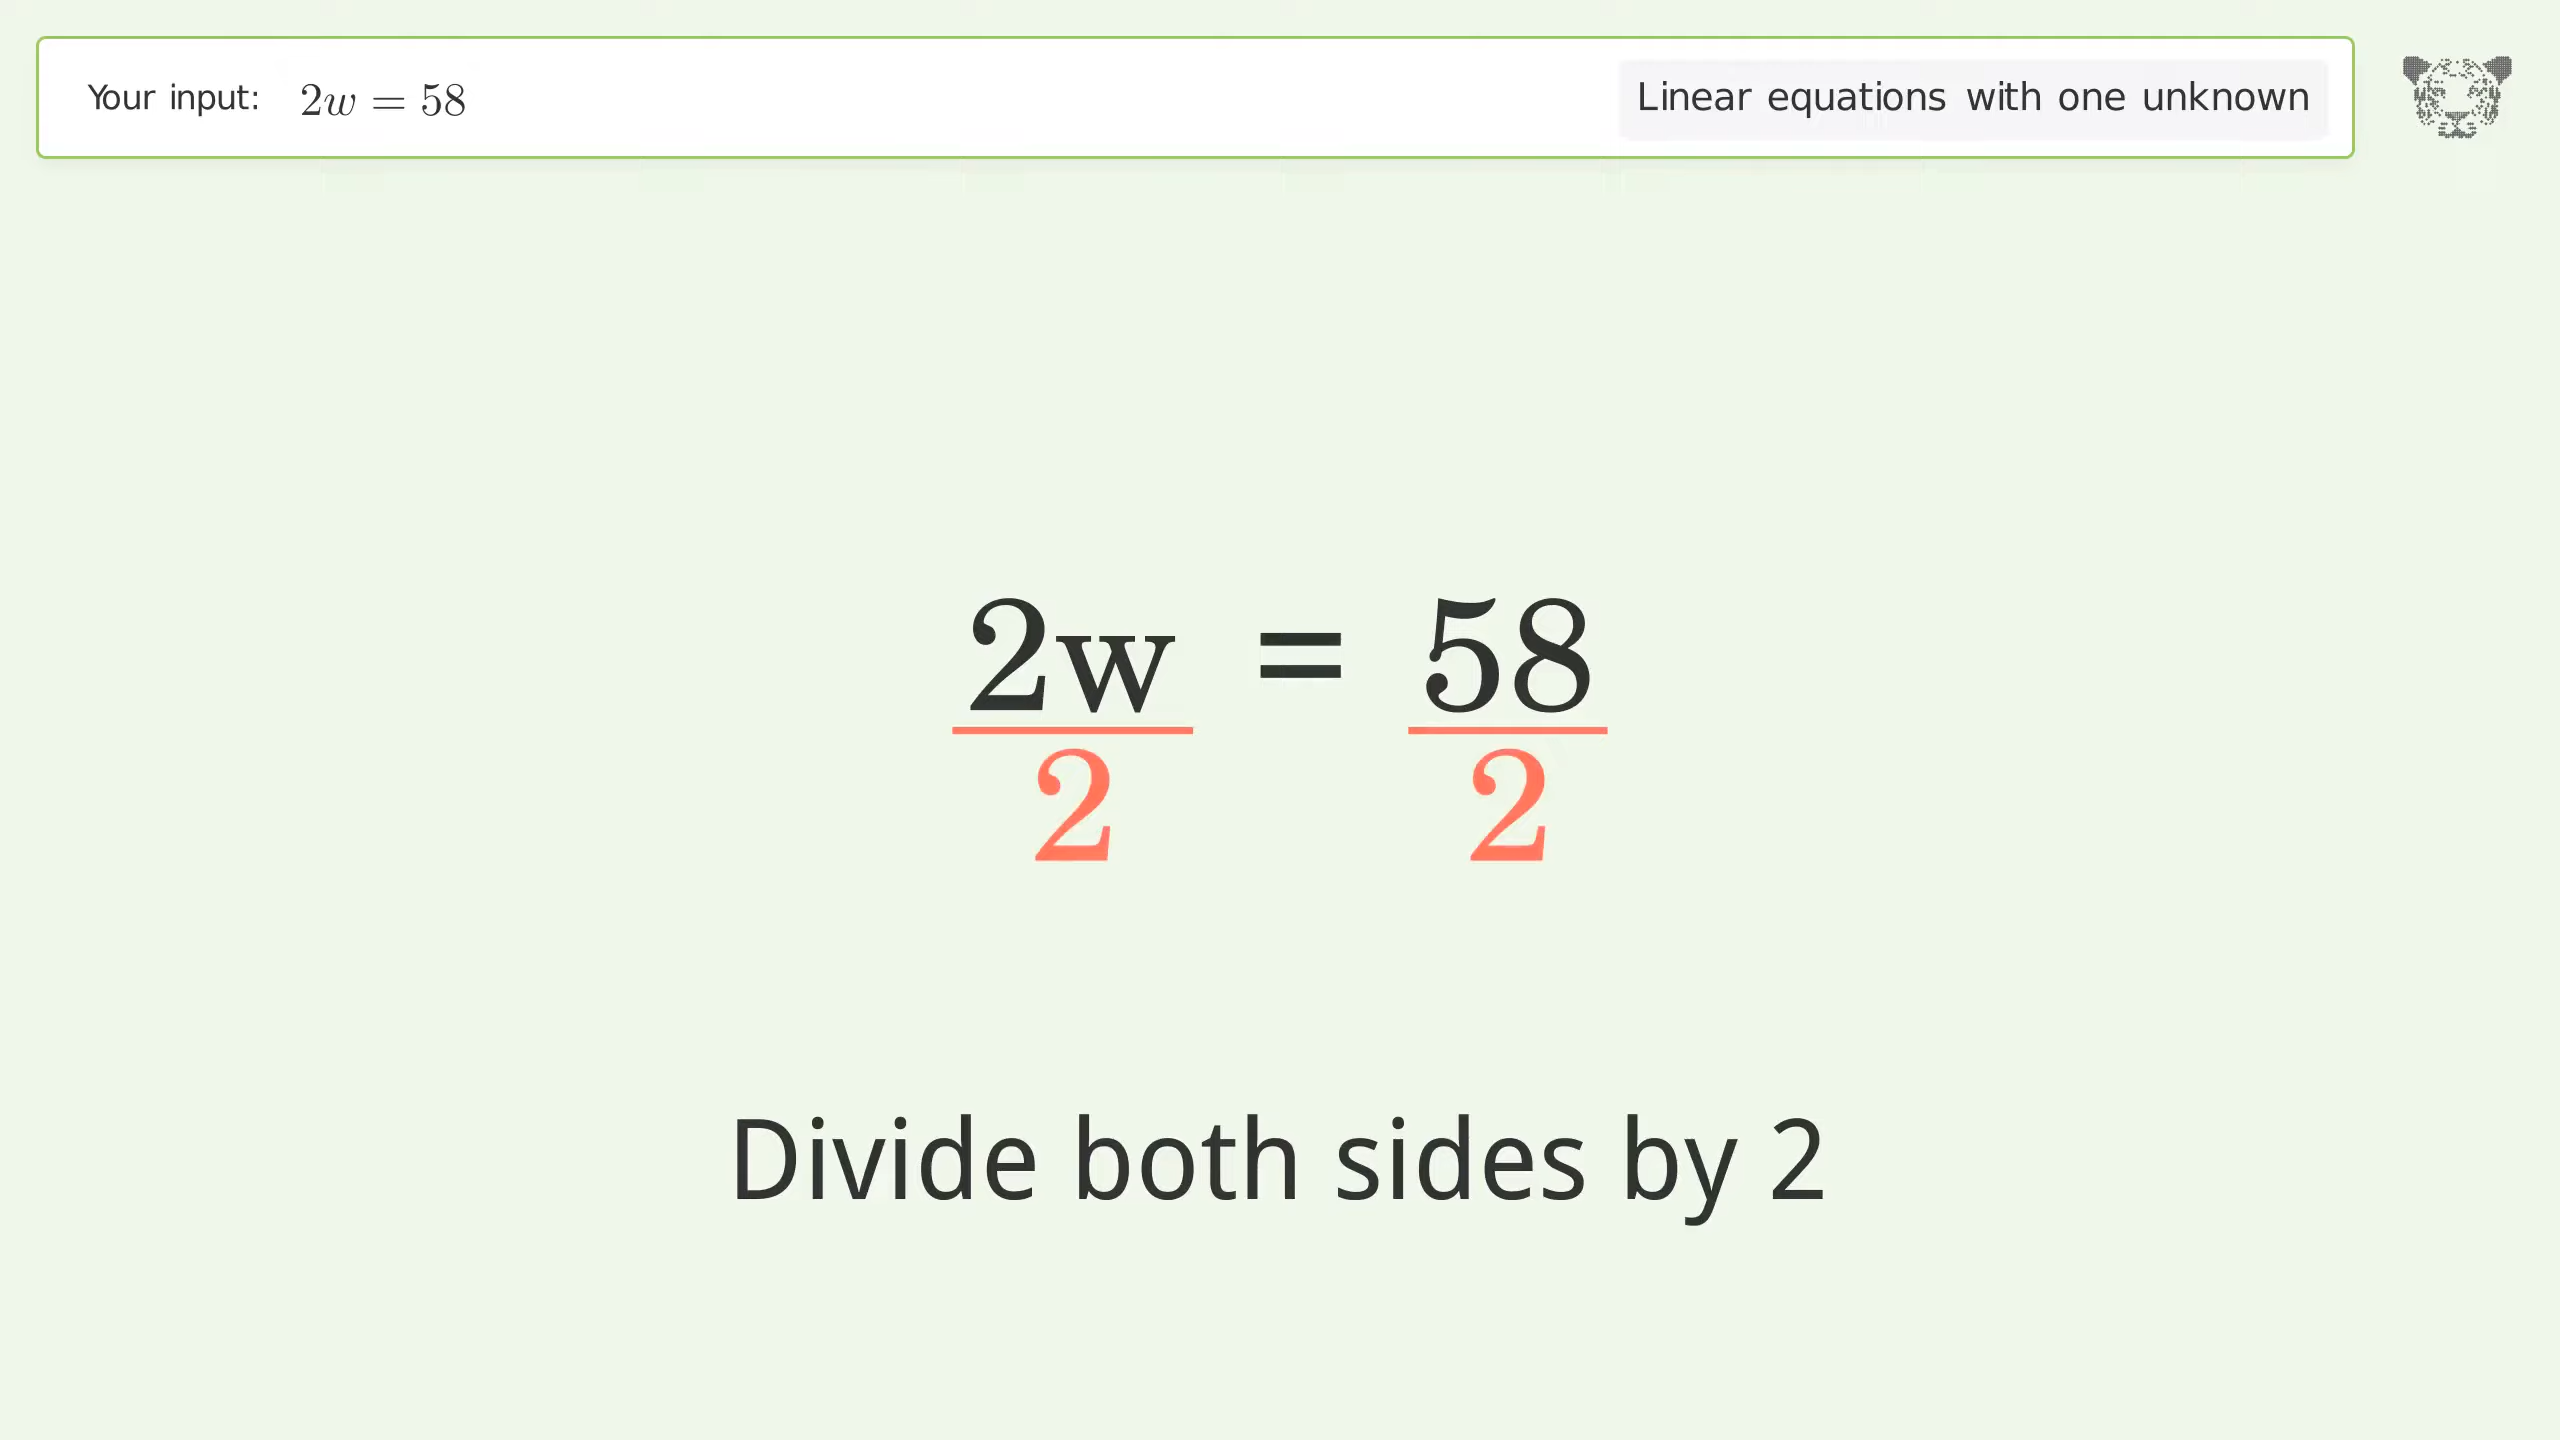 Your input: 2w = 58 Linear equations with one unknown
2w = 58
2 2
Divide both sides by 2